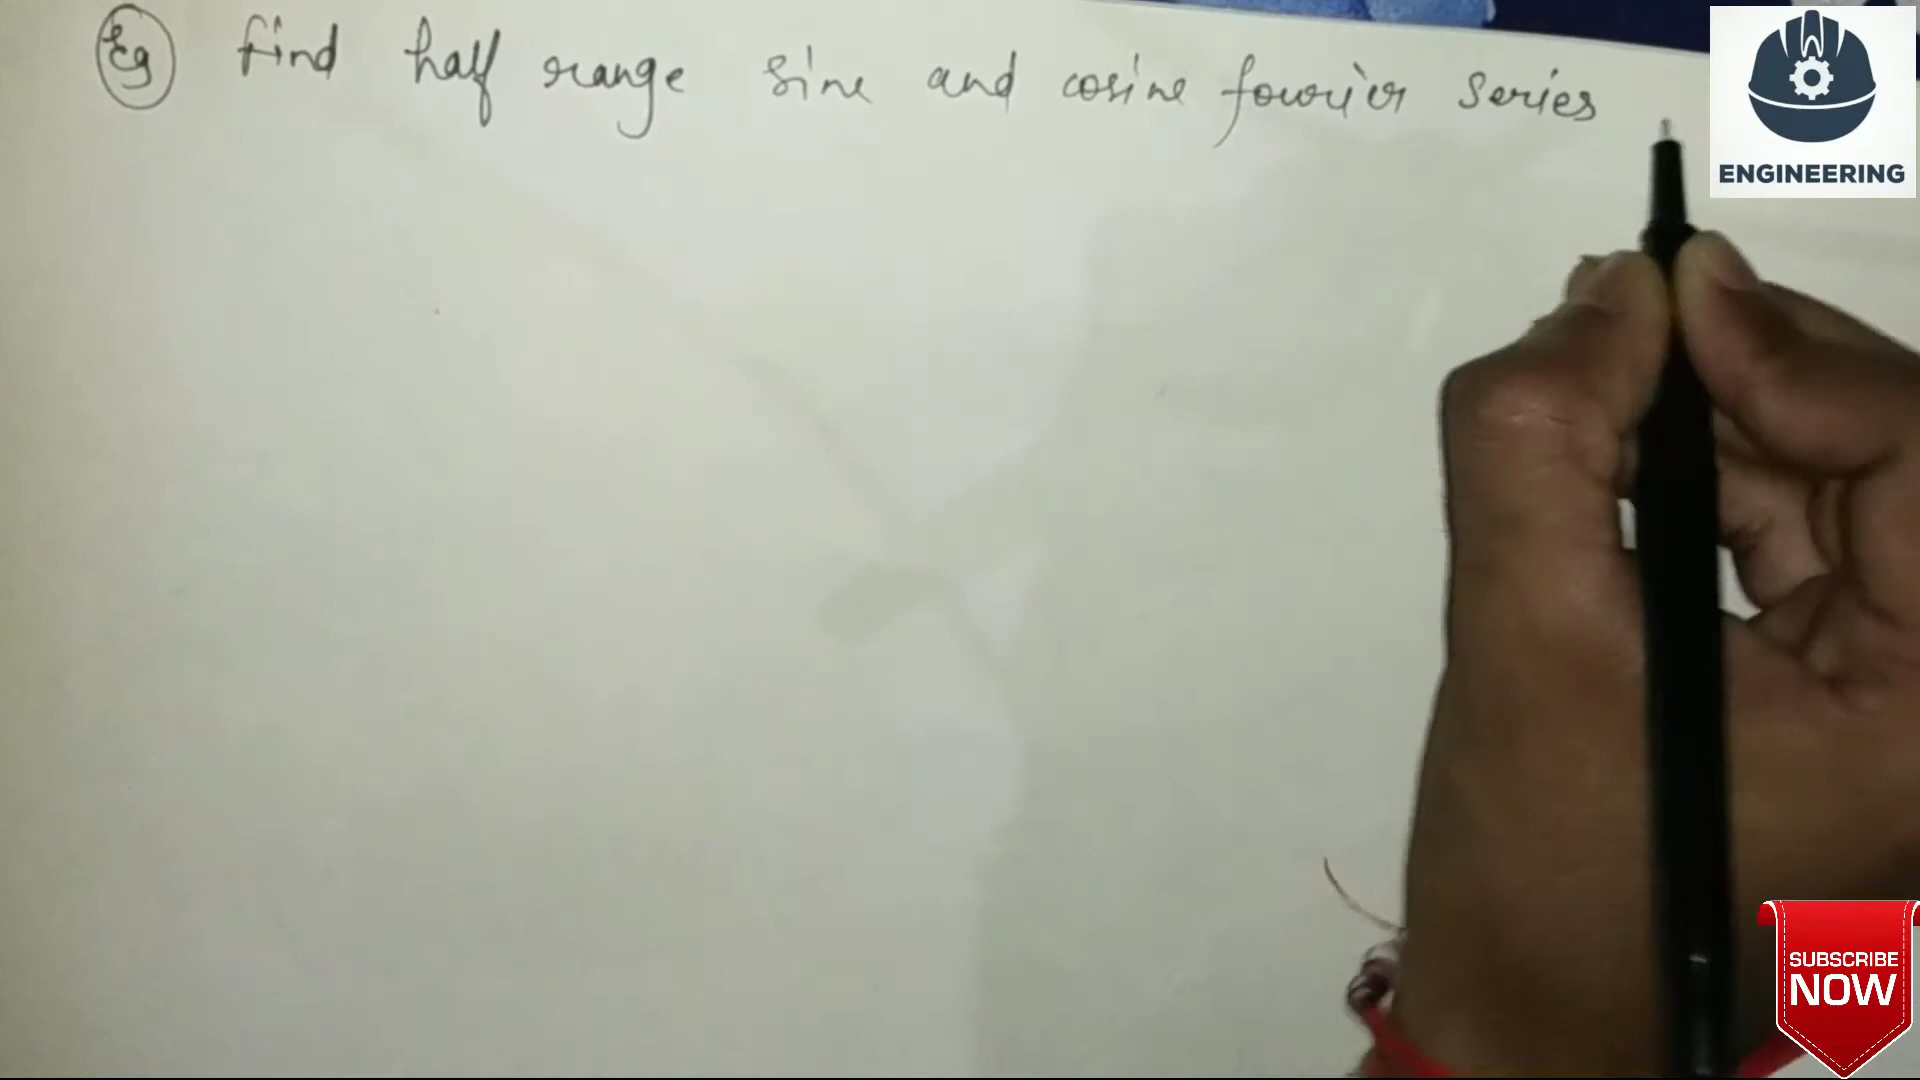 Eg find half range sine and cosine fourier series
ENGINEERING
SUBSCRIBE
NOW